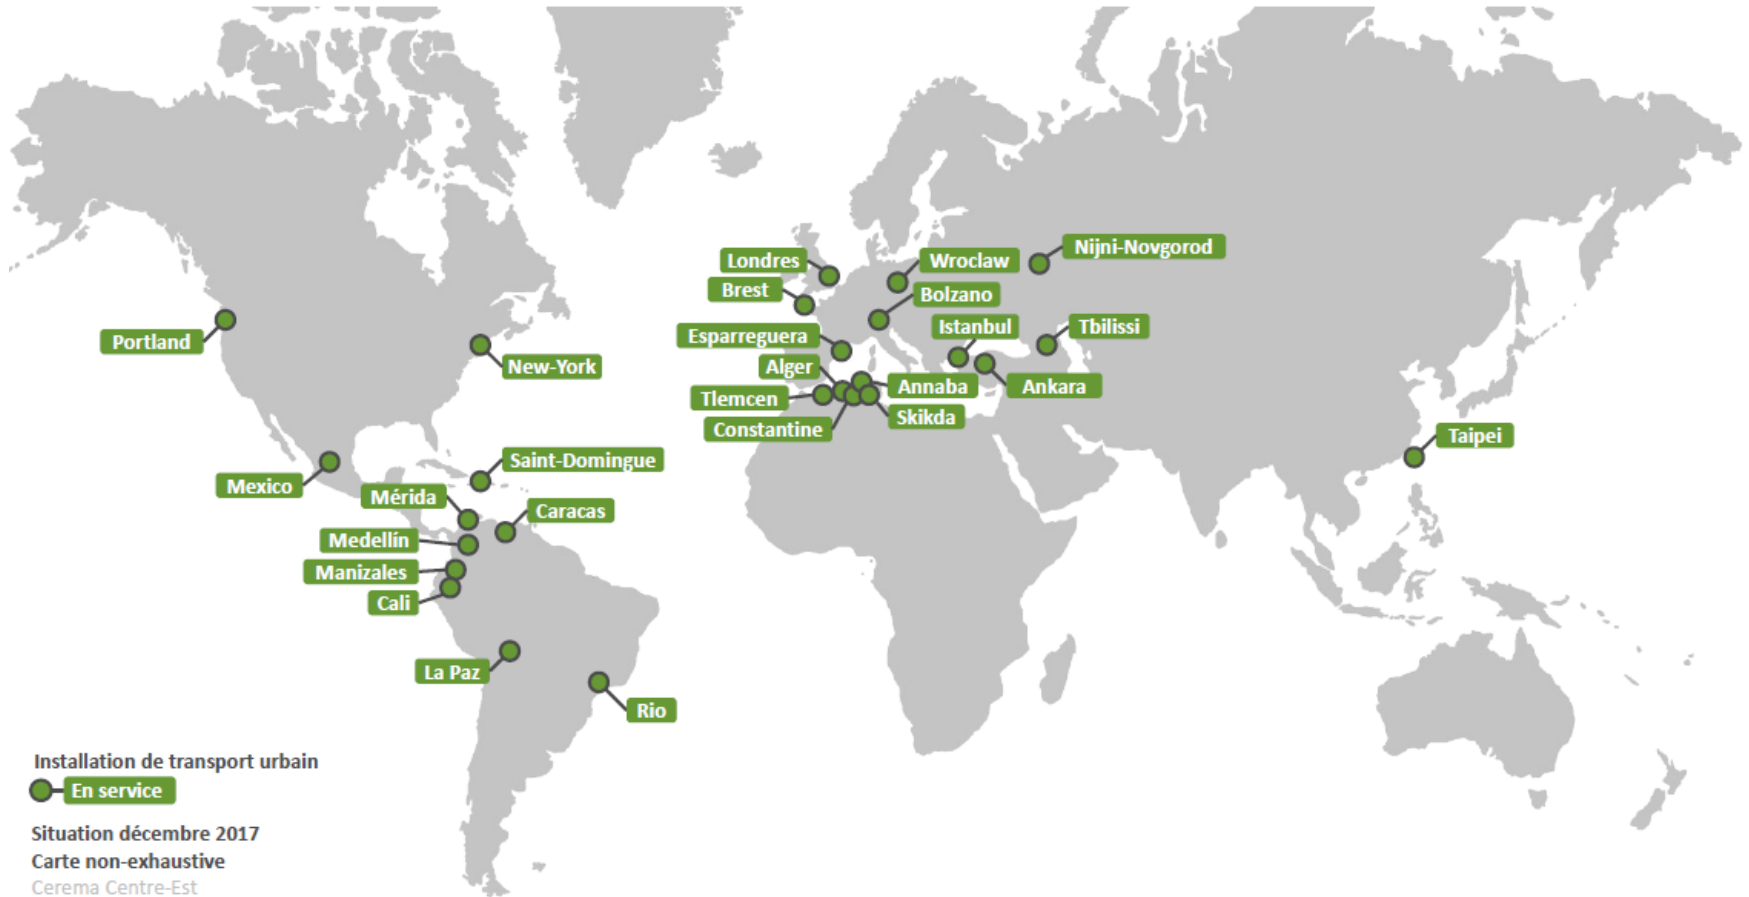 Londres
Wroclaw
Nijni-Novgorod
Brest
Bolzano
Portland
Esparreguera
Istanbul
Tbilissi
New-York
Alger
Annaba
Ankara
Tlemcen
Constantine
Skikda
Taipei
Saint-Domingue
Mexico
Mérida
Caracas
Medellín
Manizales
Cali
La Paz
Rio
Installation de transport urbain
En service
Situation décembre 2017
Carte non-exhaustive
Cerema Centre-Est